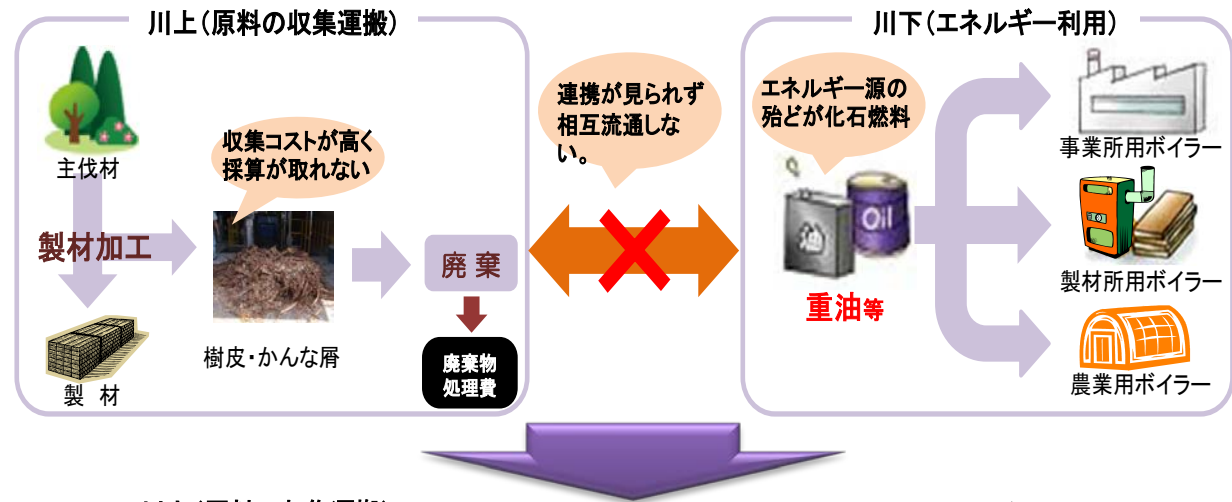 川上（原料の収集運搬）
主伐材
製材加工
製 材
収集コストが高く
採算が取れない
樹皮・かんな屑
廃 棄
廃棄物
処理費
連携が見られず
相互流通しな
い。
川下（エネルギー利用）
エネルギー源の
殆どが化石燃料
油
Oil
重油等
事業所用ボイラー
製材所用ボイラー
農業用ボイラー